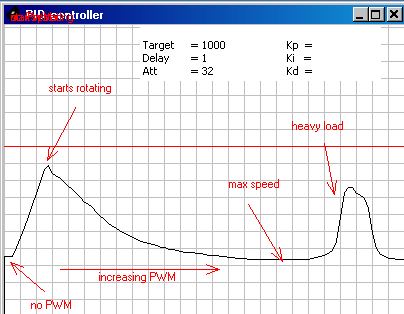 PID controller
Target = 1000 Kp =
Delay = 1 Ki =
Att = 32 Kd =
starts rotating
heavy load
max speed
increasing PWM
no PWM